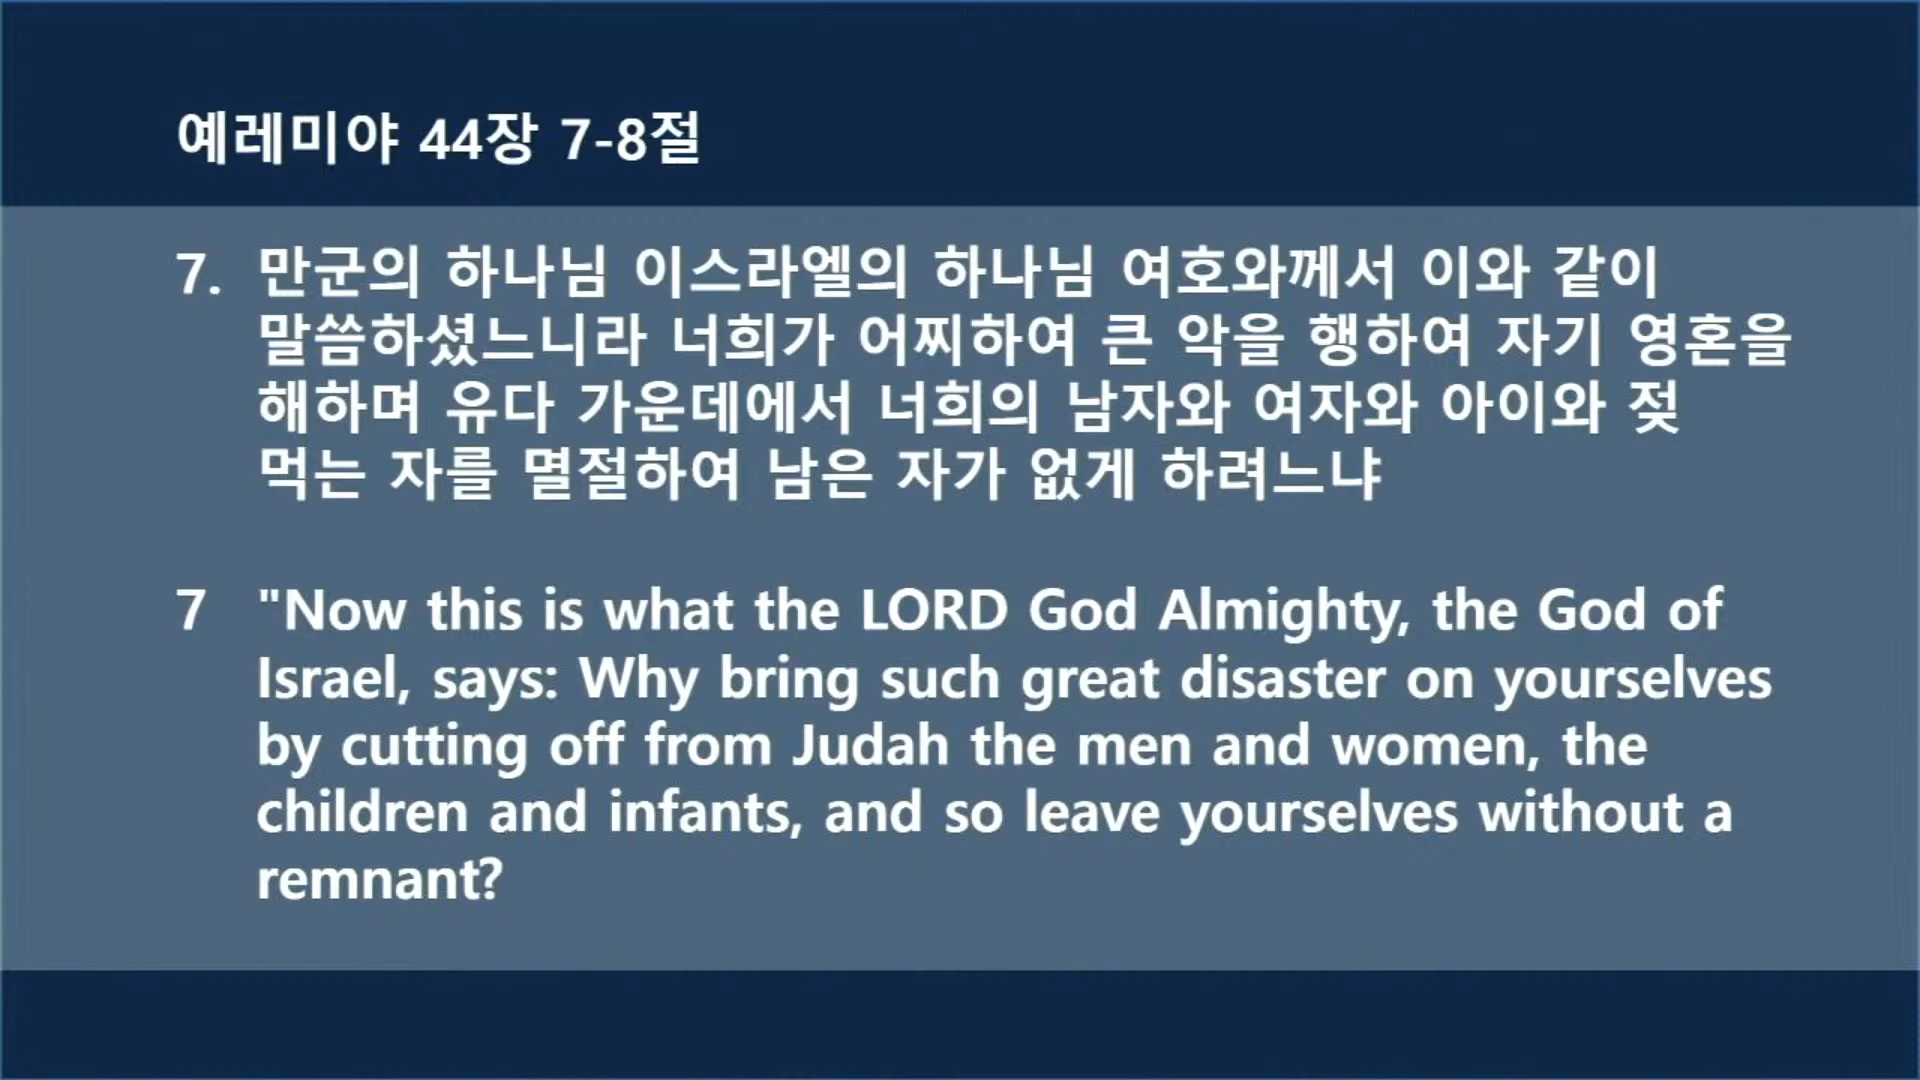 예레미야 44장 7-8절
7. 만군의 하나님 이스라엘의 하나님 여호와께서 이와 같이
말씀하셨느니라 너희가 어찌하여 큰 악을 행하여 자기 영혼을
해하며 유다 가운데에서 너희의 남자와 여자와 아이와 젖
먹는 자를 멸절하여 남은 자가 없게 하려느냐
7 "Now this is what the LORD God Almighty, the God of
Israel, says: Why bring such great disaster on yourselves
by cutting off from Judah the men and women, the
children and infants, and so leave yourselves without a
remnant?